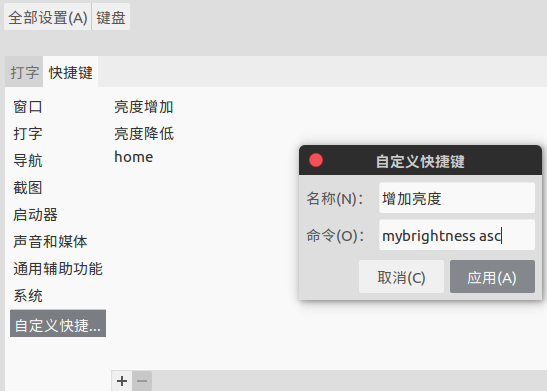 全部设置(A) 键盘
打字 快捷键
窗口
打字
导航
截图
启动器
声音和媒体
通用辅助功能
系统
自定义快捷...
亮度增加
亮度降低
home
自定义快捷键
名称(N): 增加亮度
命令(O): mybrightness asc
取消(C) 应用(A)
+ −